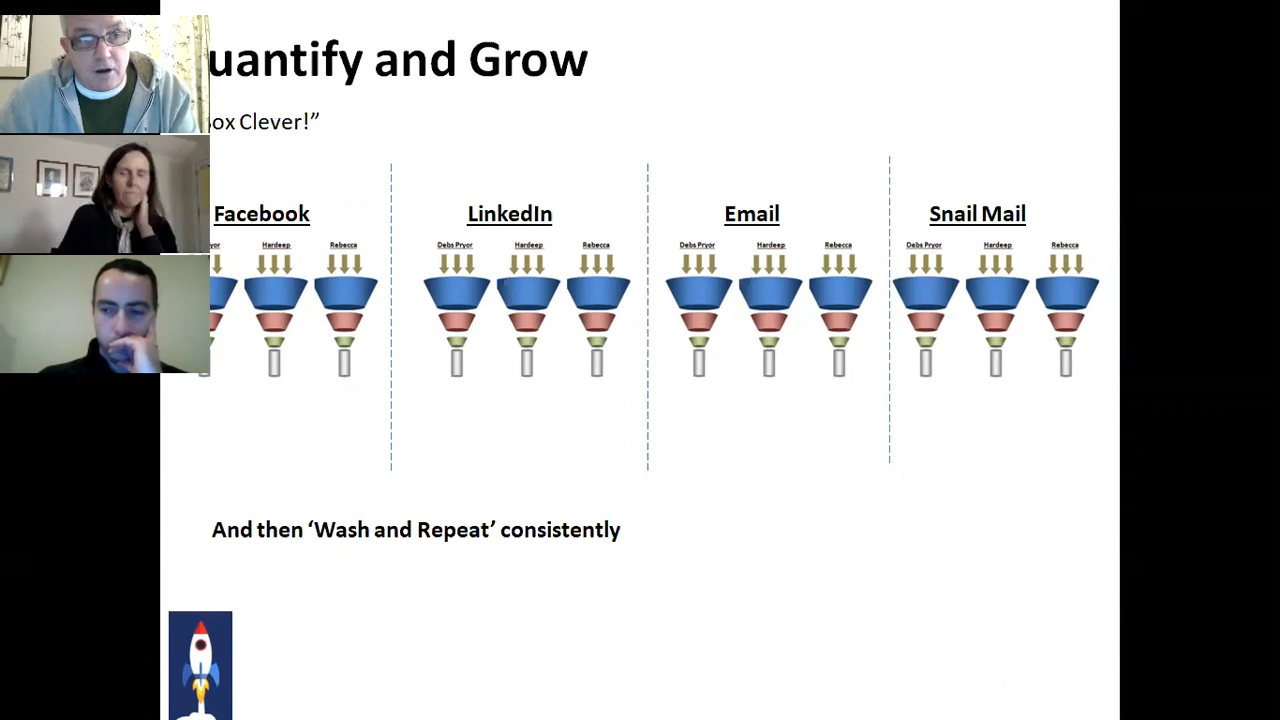 uantify and Grow
ox Clever!”
Facebook LinkedIn Email Snail Mail
yor Hardeep Rebecca Debs Pryor Hardeep Rebecca Debs Pryor Hardeep Rebecca Debs Pryor Hardeep Rebecca
And then ‘Wash and Repeat’ consistently